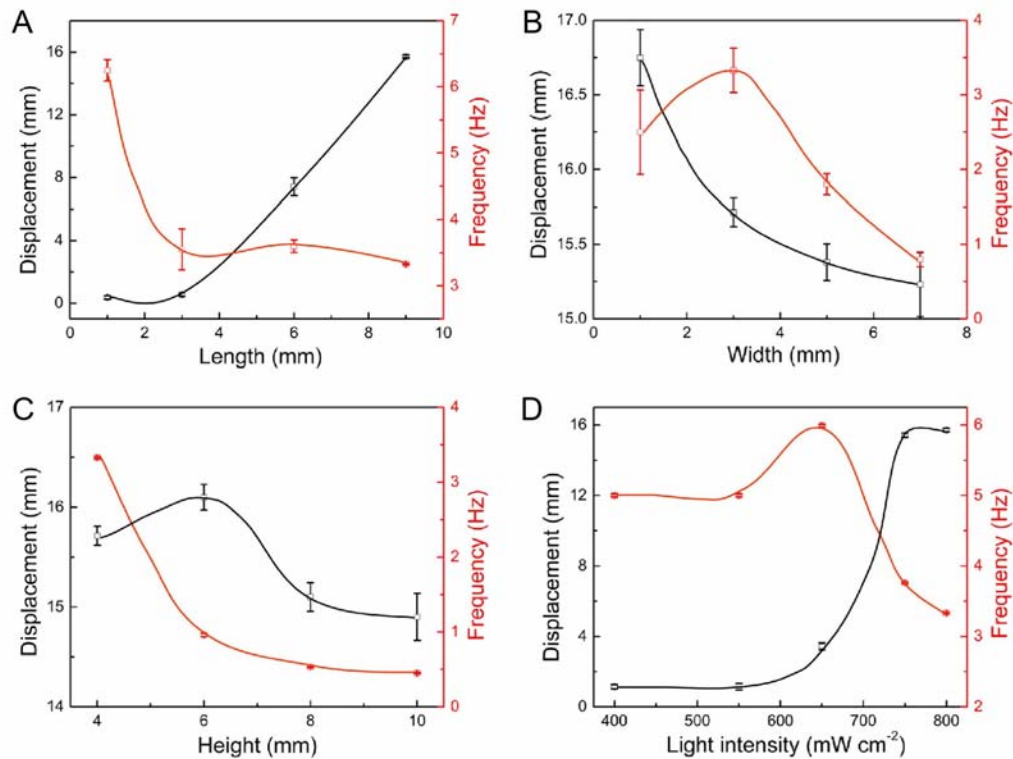 A
Displacement (mm)
16
12
8
4
0
7
6
5
4
3
Frequency (Hz)
0 2 4 6 8 10
Length (mm)
B
Displacement (mm)
17.0
16.5
16.0
15.5
15.0
4
3
2
1
0
Frequency (Hz)
0 2 4 6 8
Width (mm)
C
Displacement (mm)
17
16
15
14
4
3
2
1
0
Frequency (Hz)
4 6 8 10
Height (mm)
D
Displacement (mm)
16
12
8
4
0
6
5
4
3
2
Frequency (Hz)
400 500 600 700 800
Light intensity (mW cm⁻²)